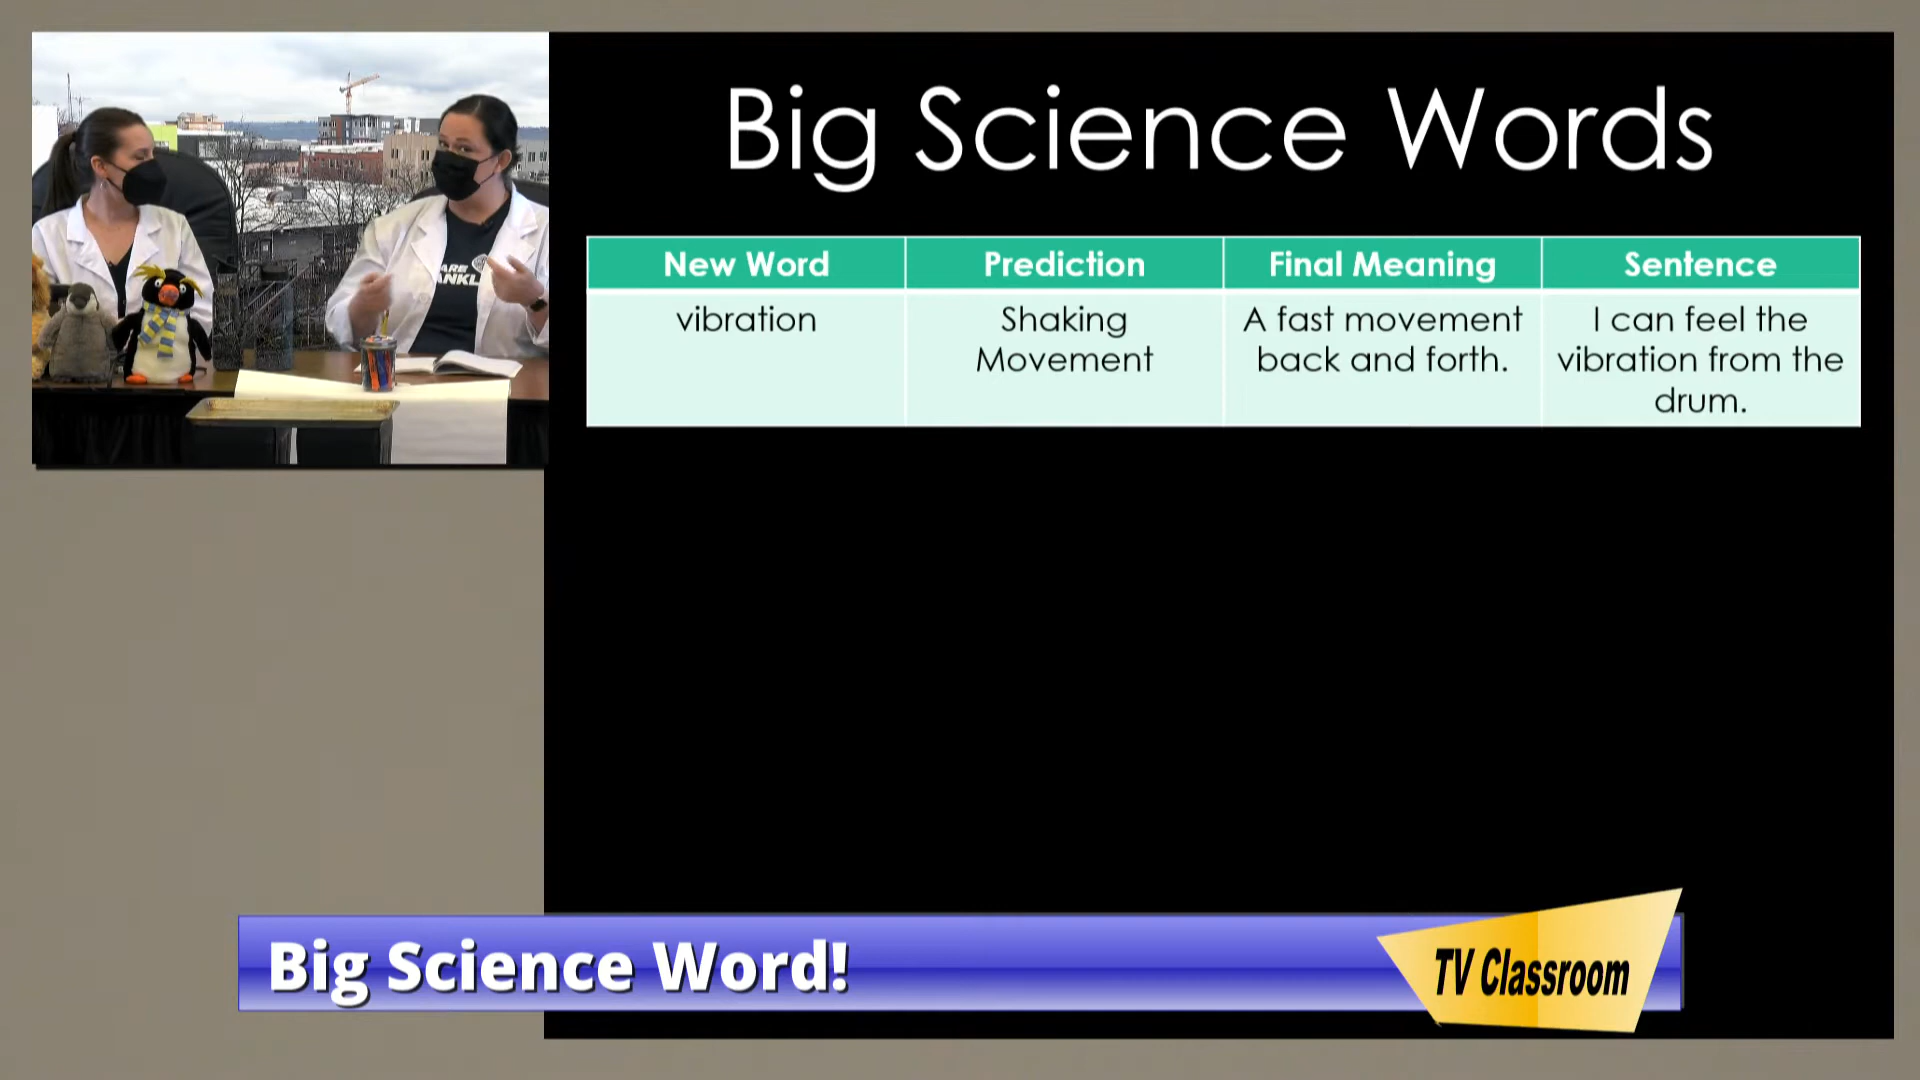 Big Science Words
New Word
Prediction
Final Meaning
Sentence
vibration
Shaking
Movement
A fast movement
back and forth.
I can feel the
vibration from the
drum.
Big Science Word!
TV Classroom